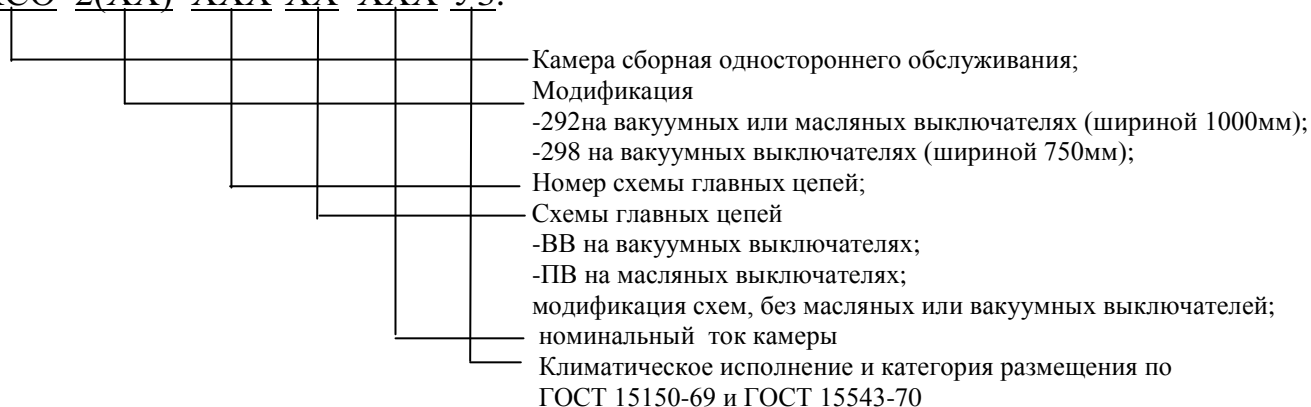 КСО 2(ХХ) ХХХ ХХ ХХХ У3.
Камера сборная одностороннего обслуживания;
Модификация
-292на вакуумных или масляных выключателях (шириной 1000мм);
-298 на вакуумных выключателях (шириной 750мм);
Номер схемы главных цепей;
Схемы главных цепей
-ВВ на вакуумных выключателях;
-ПВ на масляных выключателях;
модификация схем, без масляных или вакуумных выключателей;
номинальный ток камеры
Климатическое исполнение и категория размещения по
ГОСТ 15150-69 и ГОСТ 15543-70